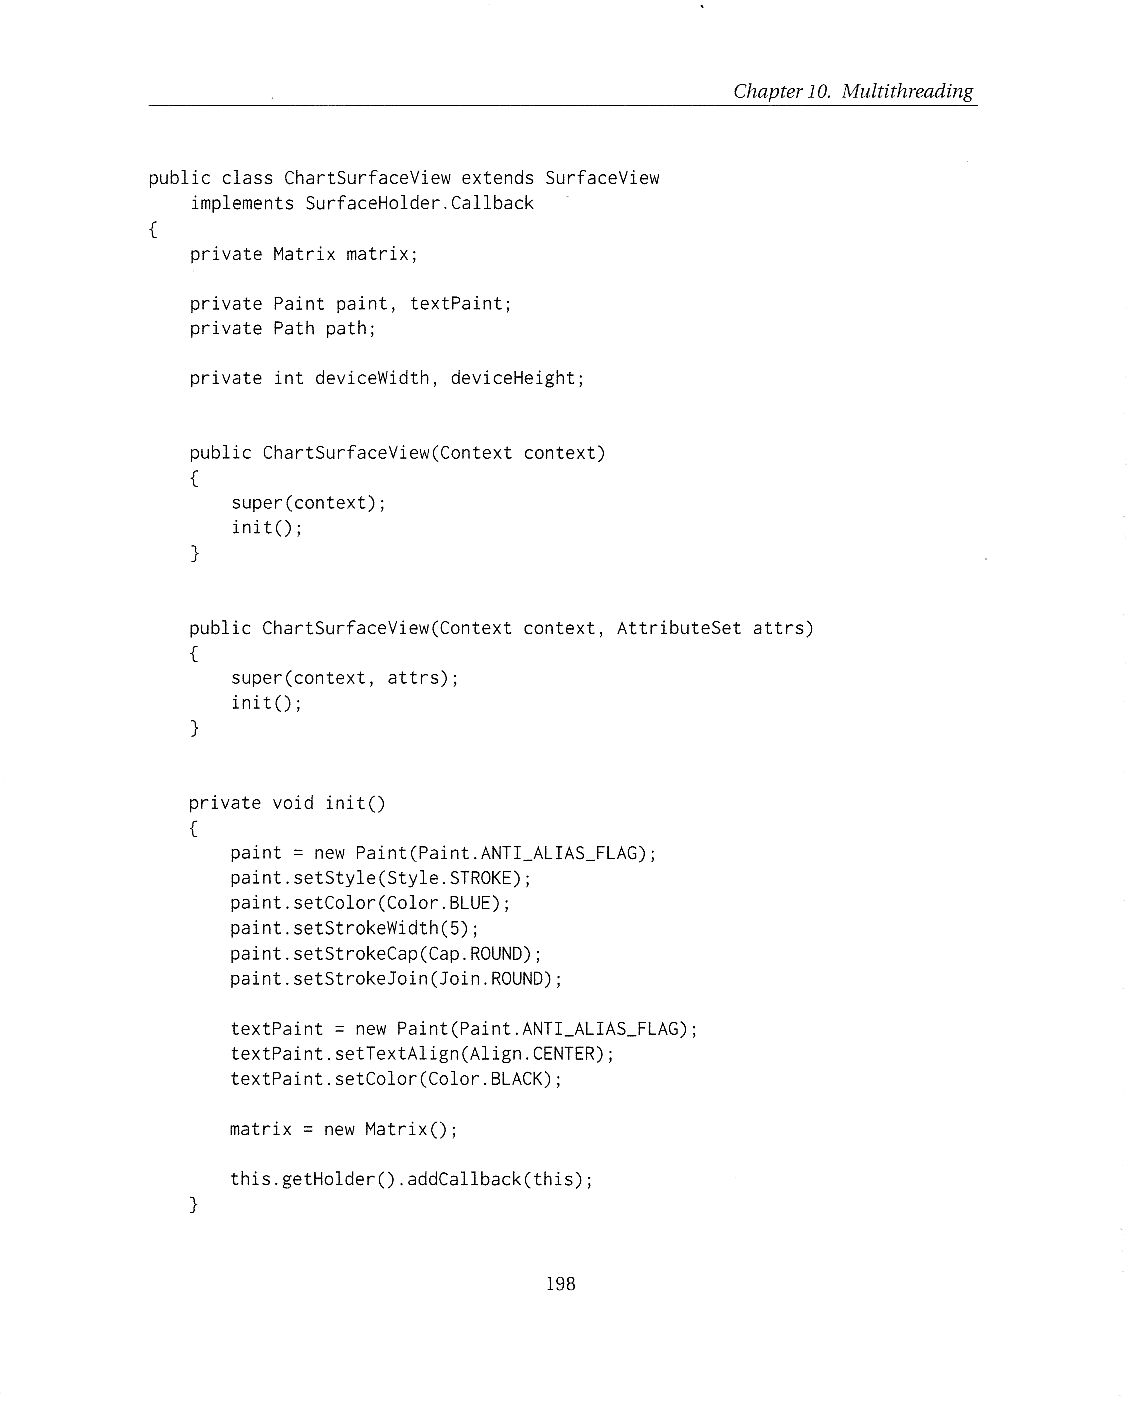 Chapter 10. Multithreading
public class ChartSurfaceView extends SurfaceView
    implements SurfaceHolder.Callback
{
    private Matrix matrix;
    private Paint paint, textPaint;
    private Path path;
    private int deviceWidth, deviceHeight;
    public ChartSurfaceView(Context context)
    {
        super(context);
        init();
    }
    public ChartSurfaceView(Context context, AttributeSet attrs)
    {
        super(context, attrs);
        init();
    }
    private void init()
    {
        paint = new Paint(Paint.ANTI_ALIAS_FLAG);
        paint.setStyle(Style.STROKE);
        paint.setColor(Color.BLUE);
        paint.setStrokeWidth(5);
        paint.setStrokeCap(Cap.ROUND);
        paint.setStrokeJoin(Join.ROUND);
        textPaint = new Paint(Paint.ANTI_ALIAS_FLAG);
        textPaint.setTextAlign(Align.CENTER);
        textPaint.setColor(Color.BLACK);
        matrix = new Matrix();
        this.getHolder().addCallback(this);
    }
198